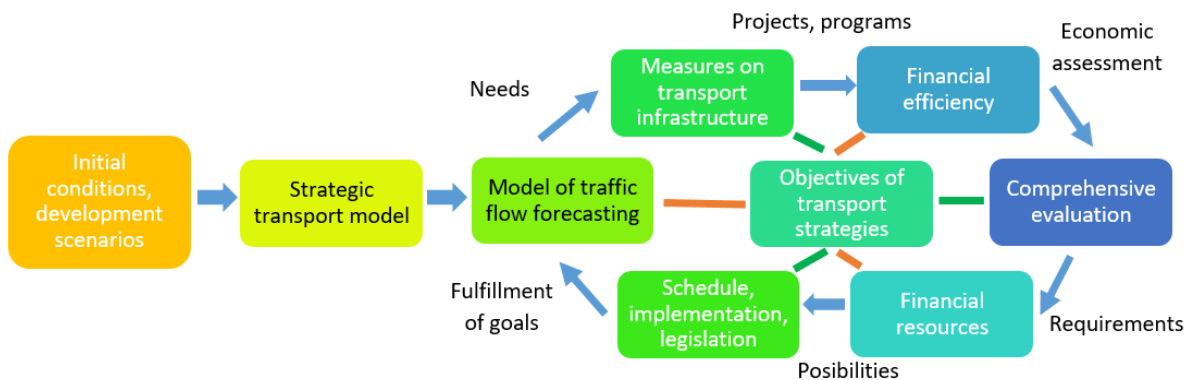 Projects, programs
Economic
assessment
Needs
Measures on
transport
infrastructure
Financial
efficiency
Initial
conditions,
development
scenarios
Strategic
transport model
Model of traffic
flow forecasting
Objectives of
transport
strategies
Comprehensive
evaluation
Fulfillment
of goals
Schedule,
implementation,
legislation
Financial
resources
Requirements
Posibilities